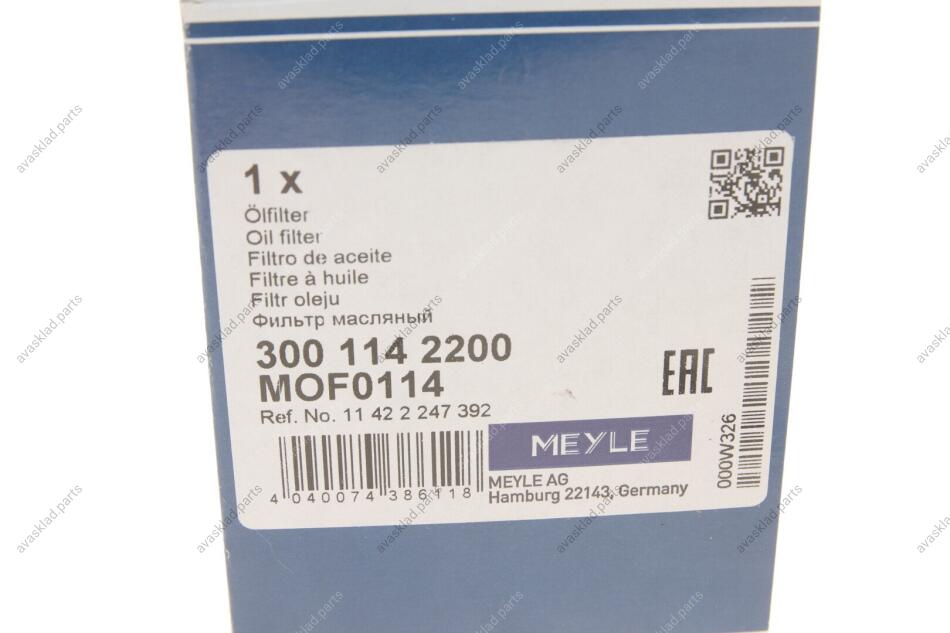 1 x
Ölfilter
Oil filter
Filtro de aceite
Filtre à huile
Filtr oleju
Фильтр масляный
300 114 2200
MOF0114
Ref. No. 11 42 2 247 392
4 040074 386118
MEYLE
MEYLE AG
Hamburg 22143, Germany
EAC
000W326
avasklad.parts